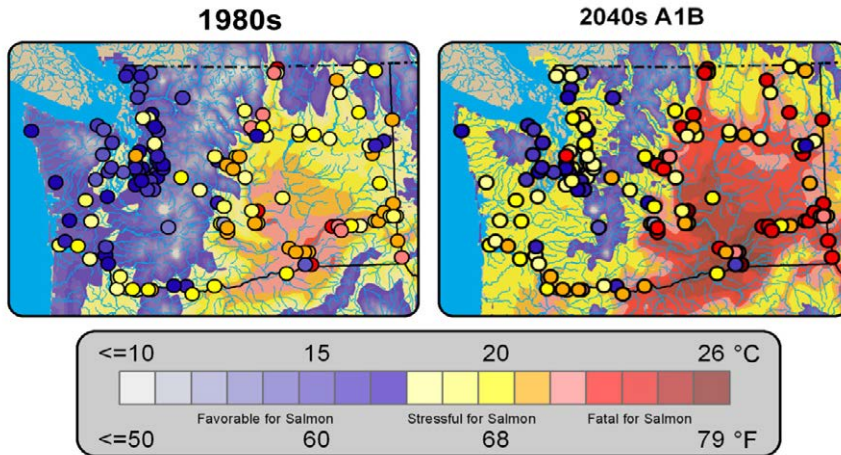 1980s
2040s A1B
<=10 15 20 26 °C
Favorable for Salmon Stressful for Salmon Fatal for Salmon
<=50 60 68 79 °F